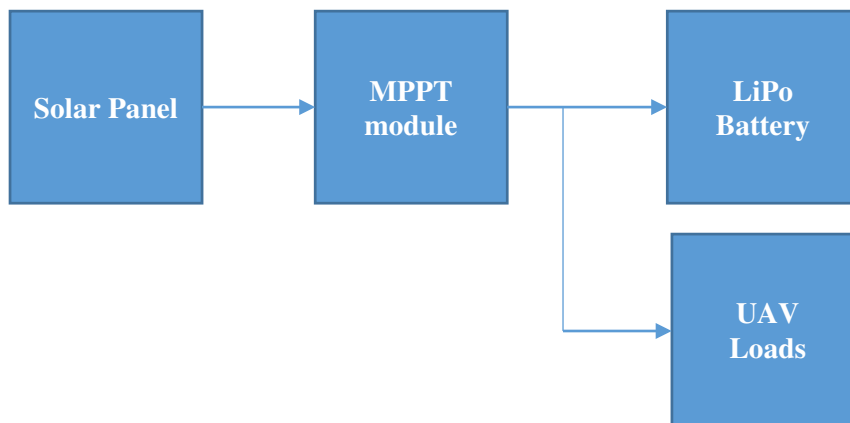 Solar Panel
MPPT
module
LiPo
Battery
UAV
Loads